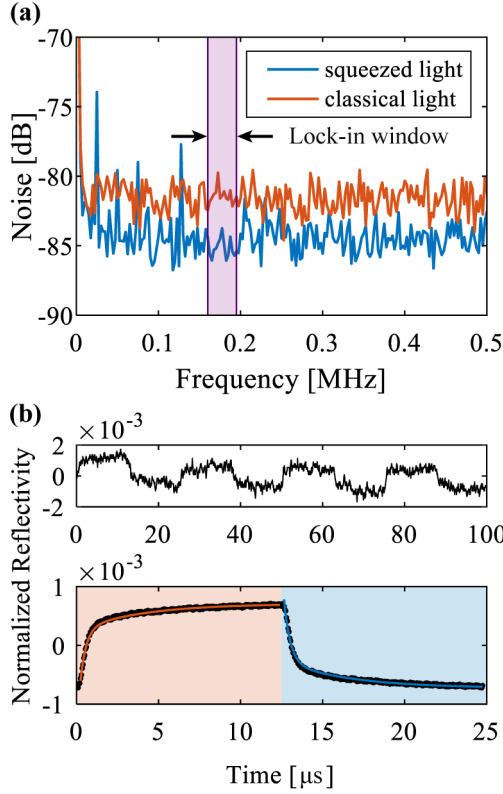 (a)
-70
-75
-80
-85
-90
Noise [dB]
squeezed light
classical light
Lock-in window
0 0.1 0.2 0.3 0.4 0.5
Frequency [MHz]
(b)
×10⁻³
2
0
-2
0 20 40 60 80 100
Normalized Reflectivity
×10⁻³
1
0
-1
0 5 10 15 20 25
Time [µs]